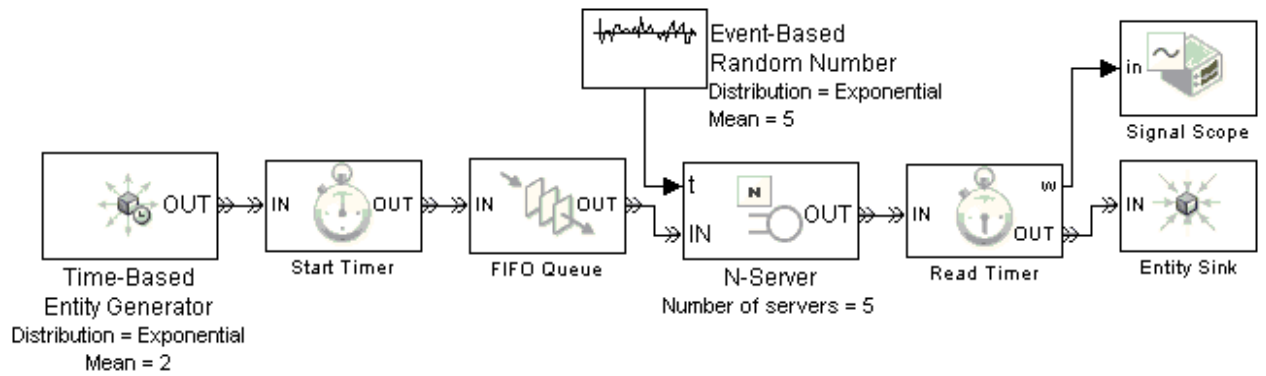 Event-Based
Random Number
Distribution = Exponential
Mean = 5
in
Signal Scope
OUT
Time-Based
Entity Generator
Distribution = Exponential
Mean = 2
IN
T
OUT
Start Timer
IN
OUT
FIFO Queue
t
N
IN
OUT
N-Server
Number of servers = 5
IN
T
w
OUT
Read Timer
IN
Entity Sink